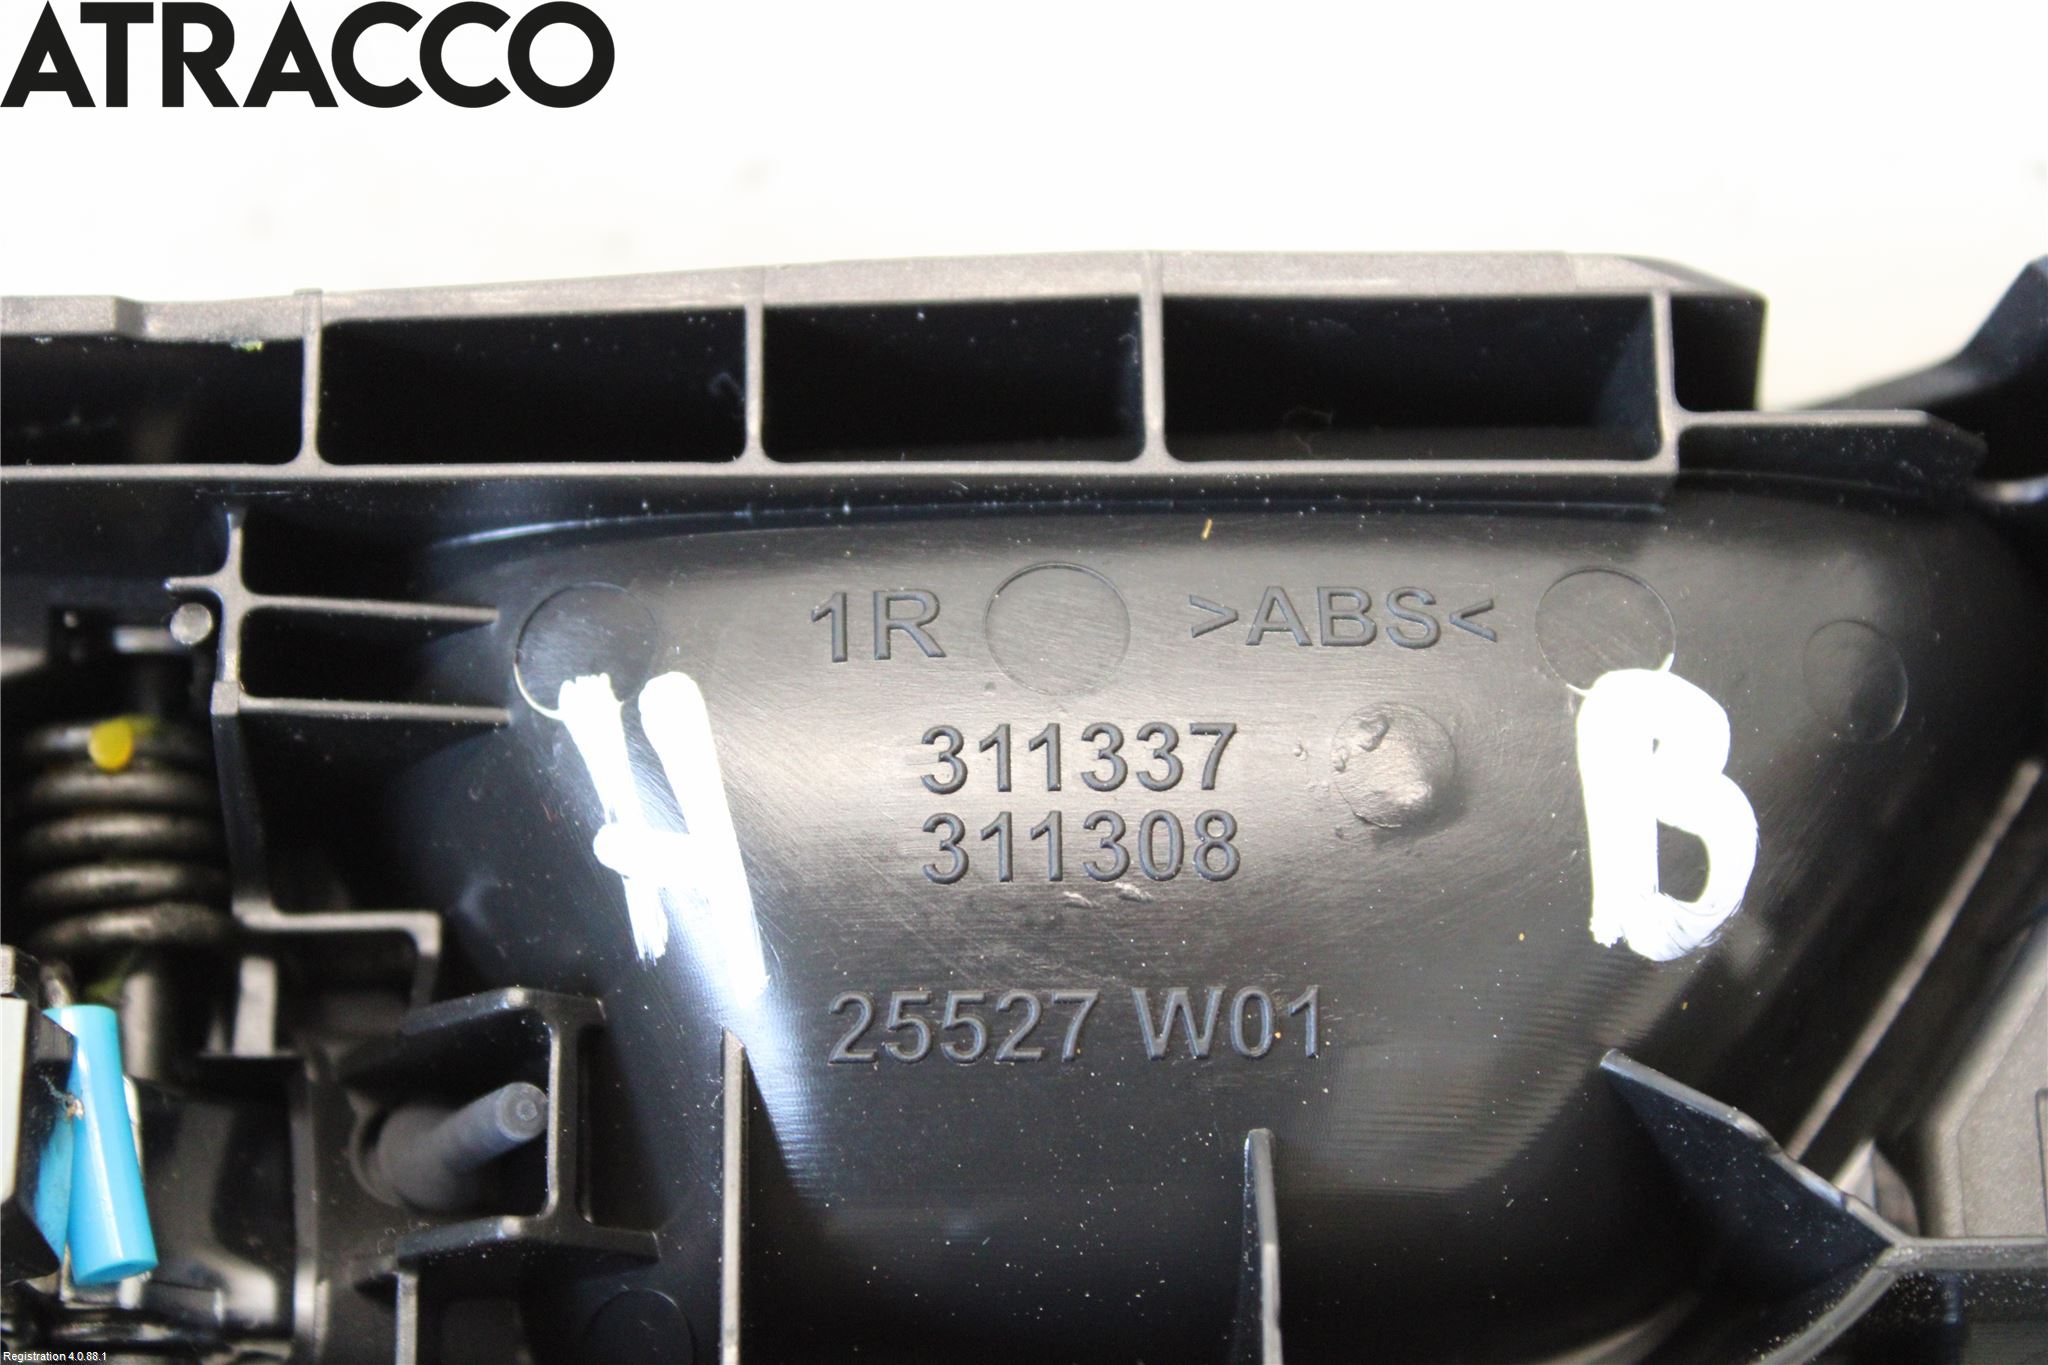 ATRACCO
1R >ABS<
311337
311308
H B
25527 W01
Registration 4.0.88.1